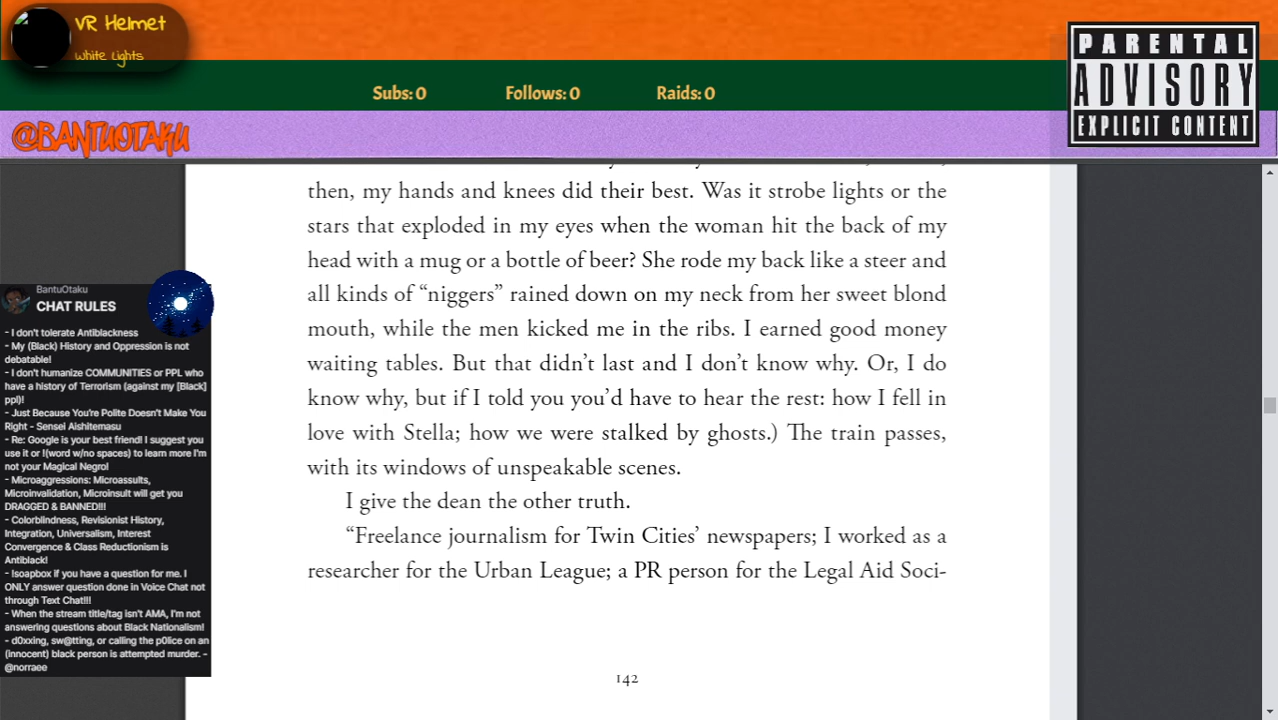 VR Helmet
White Lights
Subs: 0
Follows: 0
Raids: 0
PARENTAL
ADVISORY
EXPLICIT CONTENT
@BANTUOTAKU
then, my hands and knees did their best. Was it strobe lights or the
stars that exploded in my eyes when the woman hit the back of my
head with a mug or a bottle of beer? She rode my back like a steer and
all kinds of “niggers” rained down on my neck from her sweet blond
mouth, while the men kicked me in the ribs. I earned good money
waiting tables. But that didn’t last and I don’t know why. Or, I do
know why, but if I told you you’d have to hear the rest: how I fell in
love with Stella; how we were stalked by ghosts.) The train passes,
with its windows of unspeakable scenes.
I give the dean the other truth.
“Freelance journalism for Twin Cities’ newspapers; I worked as a
researcher for the Urban League; a PR person for the Legal Aid Soci-
142
BantuOtaku
CHAT RULES
- I don't tolerate Antiblackness
- My (Black) History and Oppression is not
debatable!
- I don't humanize COMMUNITIES or PPL who
have a history of Terrorism (against my [Black]
ppl)!
- Just Because You're Polite Doesn't Make You
Right - Sensei Aishitemasu
- Re: Google is your best friend! I suggest you
use it or !(word w/no spaces) to learn more I'm
not your Magical Negro!
- Microaggressions: Microassults,
Microinvalidation, Microinsult will get you
DRAGGED & BANNED!!!
- Colorblindness, Revisionist History,
Integration, Universalism, Interest
Convergence & Class Reductionism is
Antiblack!
- !soapbox if you have a question for me. I
ONLY answer question done in Voice Chat not
through Text Chat!!!
- When the stream title/tag isn't AMA, I'm not
answering questions about Black Nationalism!
- d0xxing, sw@tting, or calling the p0lice on an
(innocent) black person is attempted murder. -
@norraee